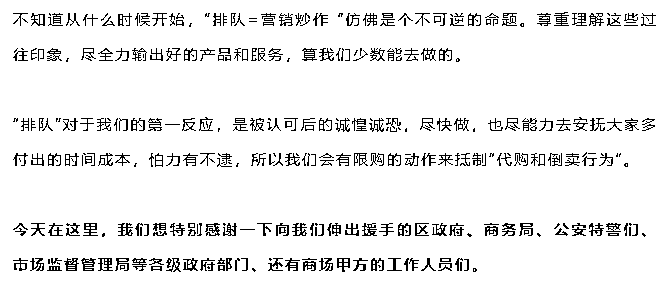 不知道从什么时候开始，“排队=营销炒作 ”仿佛是个不可逆的命题。尊重理解这些过
往印象，尽全力输出好的产品和服务，算我们少数能去做的。
“排队”对于我们的第一反应，是被认可后的诚惶诚恐，尽快做，也尽能力去安抚大家多
付出的时间成本，怕力有不逮，所以我们会有限购的动作来抵制”代购和倒卖行为“。
今天在这里，我们想特别感谢一下向我们伸出援手的区政府、商务局、公安特警们、
市场监督管理局等各级政府部门、还有商场甲方的工作人员们。